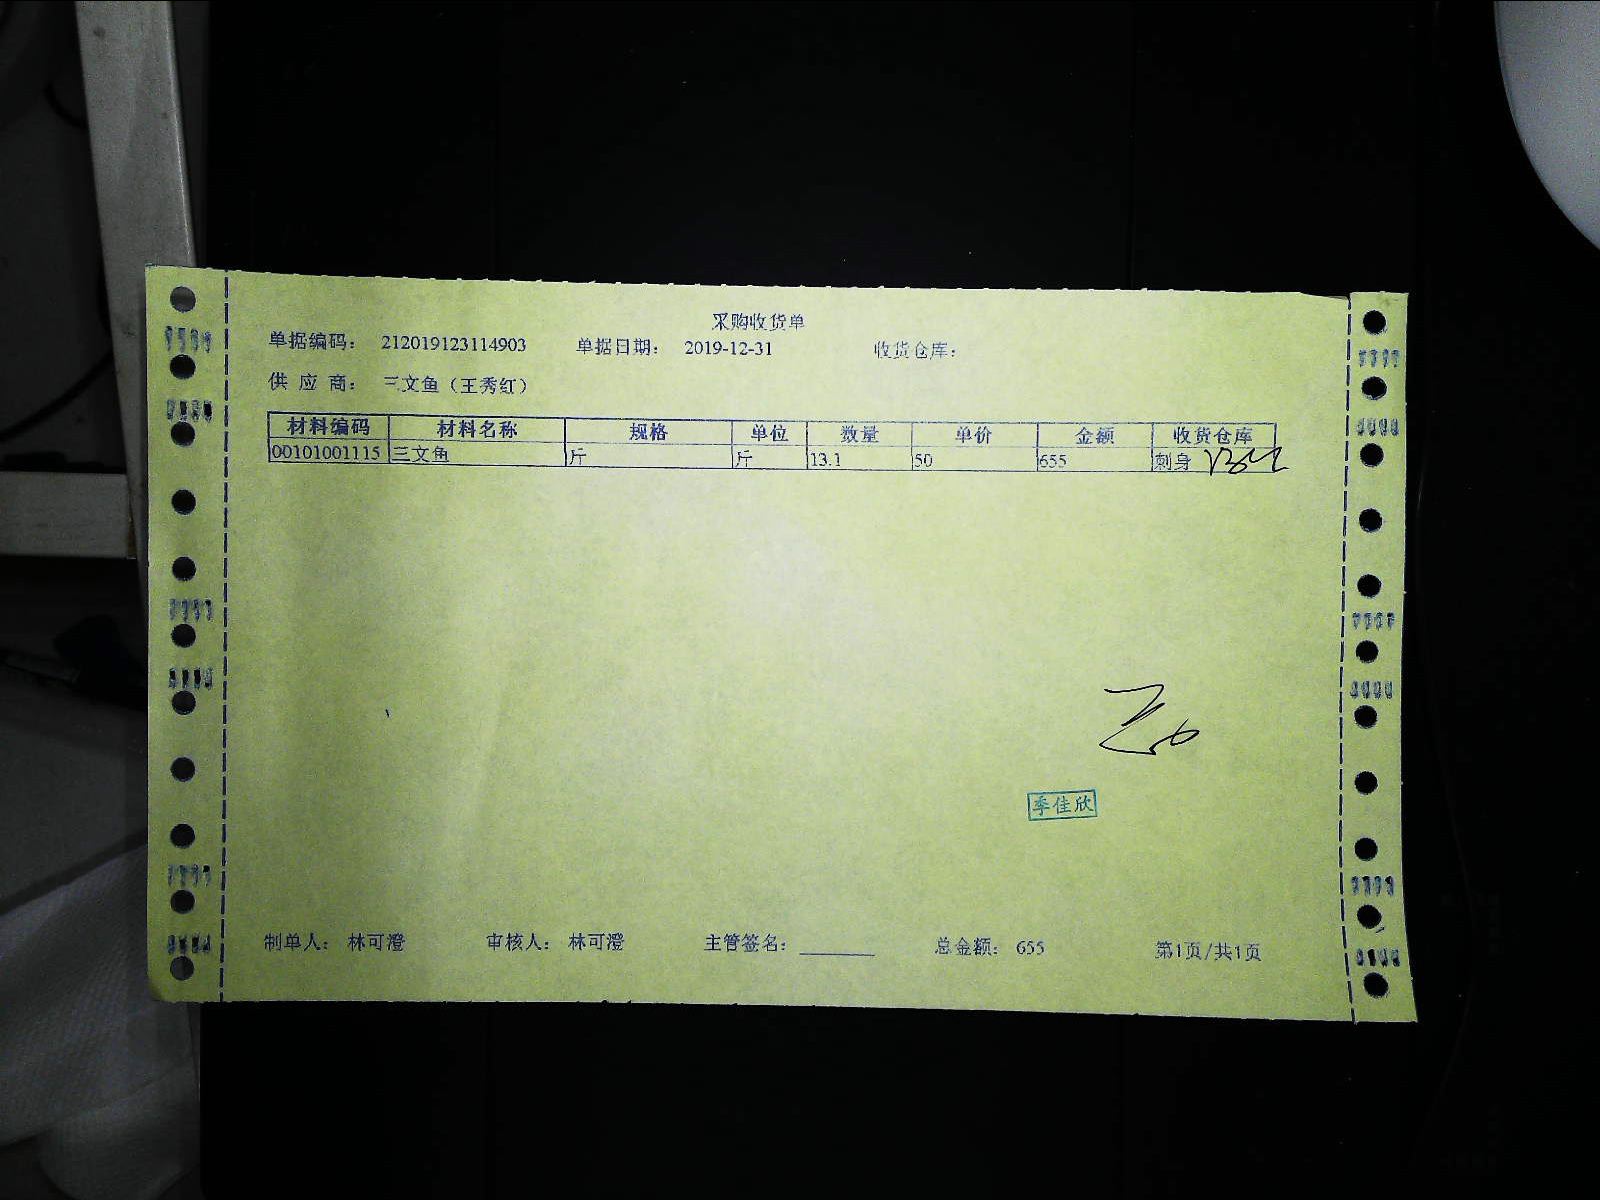 采购收货单
单据编码： 212019123114903 单据日期： 2019-12-31 收货仓库：
供 应 商： 三文鱼（王秀红）
材料编码 材料名称 规格 单位 数量 单价 金额 收货仓库
00101001115 三文鱼 斤 斤 13.1 50 655 刺身
季佳欣
制单人： 林可澄 审核人： 林可澄 主管签名： 总金额： 655 第1页/共1页